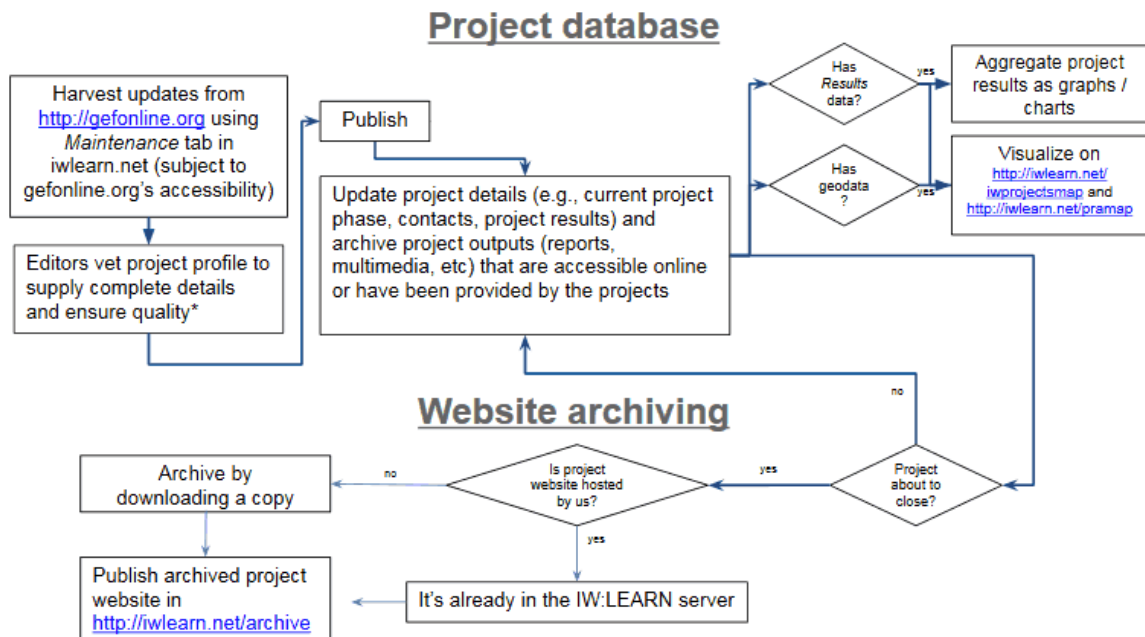 Project database
Harvest updates from
http://gefonline.org using
Maintenance tab in
iwlearn.net (subject to
gefonline.org's accessibility)
Editors vet project profile to
supply complete details
and ensure quality*
Publish
Update project details (e.g., current project
phase, contacts, project results) and
archive project outputs (reports,
multimedia, etc) that are accessible online
or have been provided by the projects
Has
Results
data?
yes
Aggregate project
results as graphs /
charts
Has
geodata
?
yes
Visualize on
http://iwlearn.net/
iwprojectsmap and
http://iwlearn.net/pramap
no
Website archiving
Project
about to
close?
yes
Is project
website hosted
by us?
no
Archive by
downloading a copy
yes
It's already in the IW:LEARN server
Publish archived project
website in
http://iwlearn.net/archive